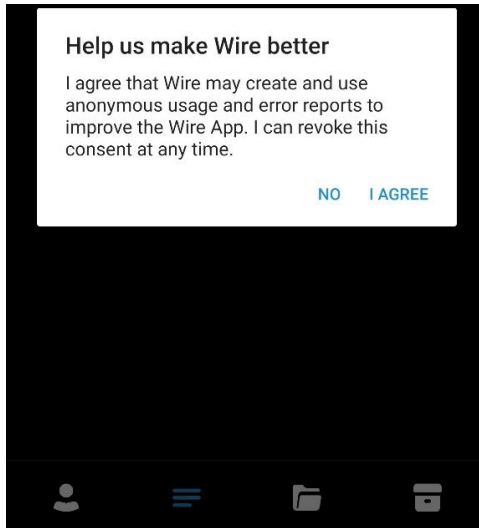 Help us make Wire better
I agree that Wire may create and use
anonymous usage and error reports to
improve the Wire App. I can revoke this
consent at any time.
NO I AGREE